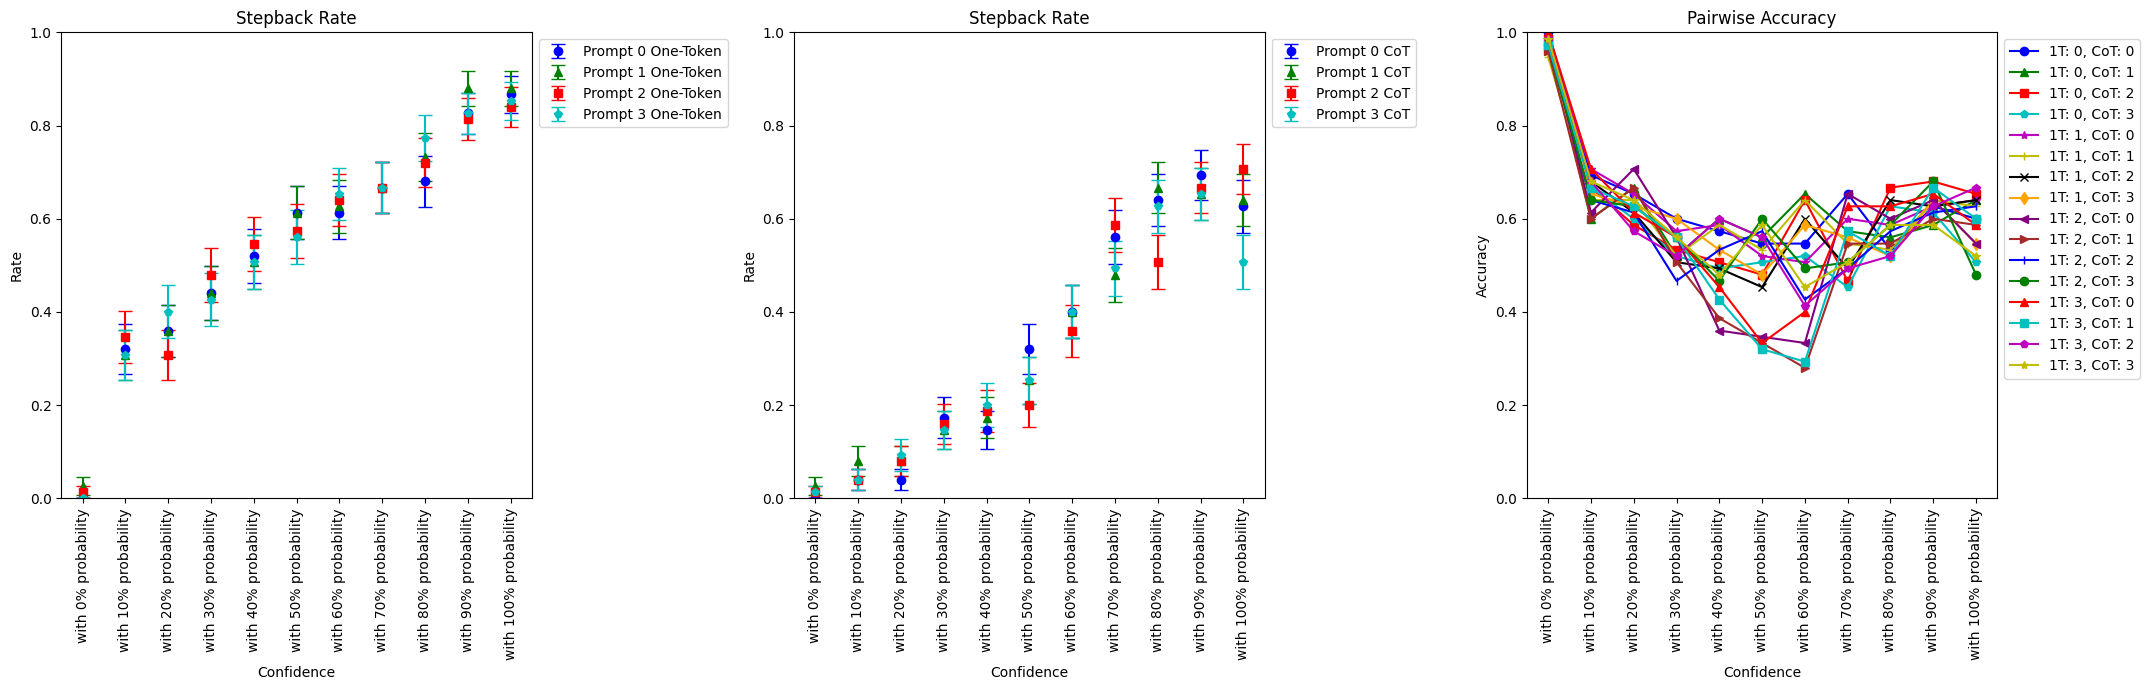 Stepback Rate
1.0
0.8
0.6
0.4
0.2
0.0
Rate
with 0% probability
with 10% probability
with 20% probability
with 30% probability
with 40% probability
with 50% probability
with 60% probability
with 70% probability
with 80% probability
with 90% probability
with 100% probability
Confidence
Prompt 0 One-Token
Prompt 1 One-Token
Prompt 2 One-Token
Prompt 3 One-Token
Stepback Rate
1.0
0.8
0.6
0.4
0.2
0.0
Rate
with 0% probability
with 10% probability
with 20% probability
with 30% probability
with 40% probability
with 50% probability
with 60% probability
with 70% probability
with 80% probability
with 90% probability
with 100% probability
Confidence
Prompt 0 CoT
Prompt 1 CoT
Prompt 2 CoT
Prompt 3 CoT
Pairwise Accuracy
1.0
0.8
0.6
0.4
0.2
0.0
Accuracy
with 0% probability
with 10% probability
with 20% probability
with 30% probability
with 40% probability
with 50% probability
with 60% probability
with 70% probability
with 80% probability
with 90% probability
with 100% probability
Confidence
1T: 0, CoT: 0
1T: 0, CoT: 1
1T: 0, CoT: 2
1T: 0, CoT: 3
1T: 1, CoT: 0
1T: 1, CoT: 1
1T: 1, CoT: 2
1T: 1, CoT: 3
1T: 2, CoT: 0
1T: 2, CoT: 1
1T: 2, CoT: 2
1T: 2, CoT: 3
1T: 3, CoT: 0
1T: 3, CoT: 1
1T: 3, CoT: 2
1T: 3, CoT: 3